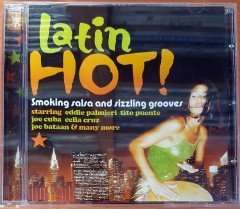 Latin
HOT!
Smoking salsa and sizzling grooves
starring eddie palmieri tito puente
joe cuba celia cruz
joe bataan & many more